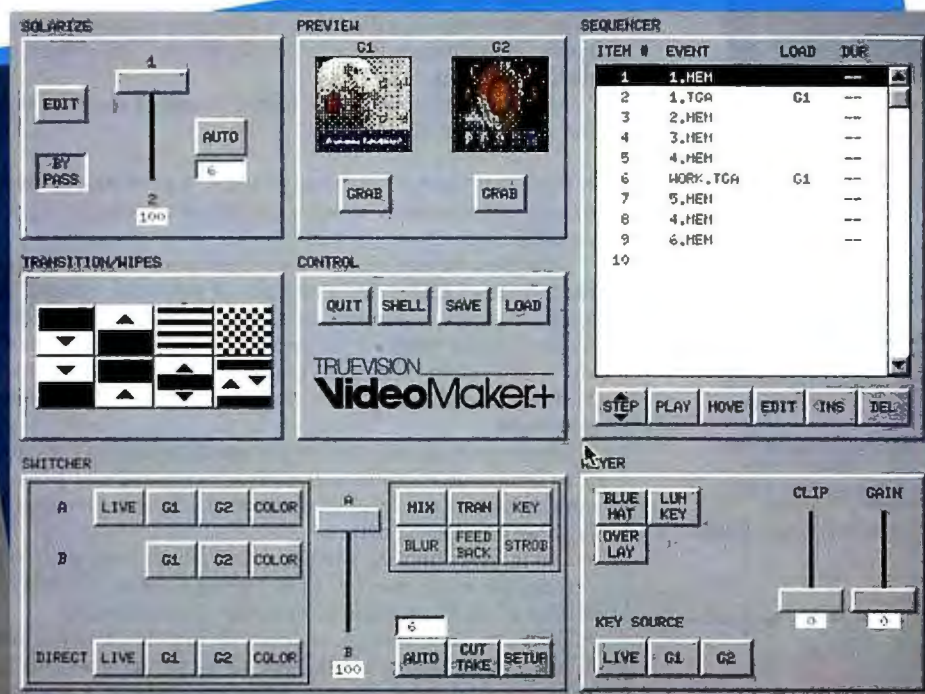 SOLARIZE
1
EDIT
AUTO
BY
PASS
6
2
100
PREVIEW
G1 G2
GRAB GRAB
SEQUENCER
ITEM # EVENT LOAD DUR
1 1.MEM --
2 1.TGA G1 --
3 2.MEM --
4 3.MEM --
5 4.MEM --
6 WORK.TGA G1 --
7 5.MEM --
8 4.MEM --
9 6.MEM --
10
STEP PLAY MOVE EDIT INS DEL
TRANSITION/WIPES
CONTROL
QUIT SHELL SAVE LOAD
TRUEVISION
VideoMaker+
SWITCHER
A LIVE G1 G2 COLOR
B G1 G2 COLOR
DIRECT LIVE G1 G2 COLOR
A
B
100
MIX TRAN KEY
BLUR FEED BACK STROB
6
AUTO CUT TAKE SETUP
KEYER
BLUE MAT LUM KEY
OVER LAY
CLIP GAIN
0 0
KEY SOURCE
LIVE G1 G2